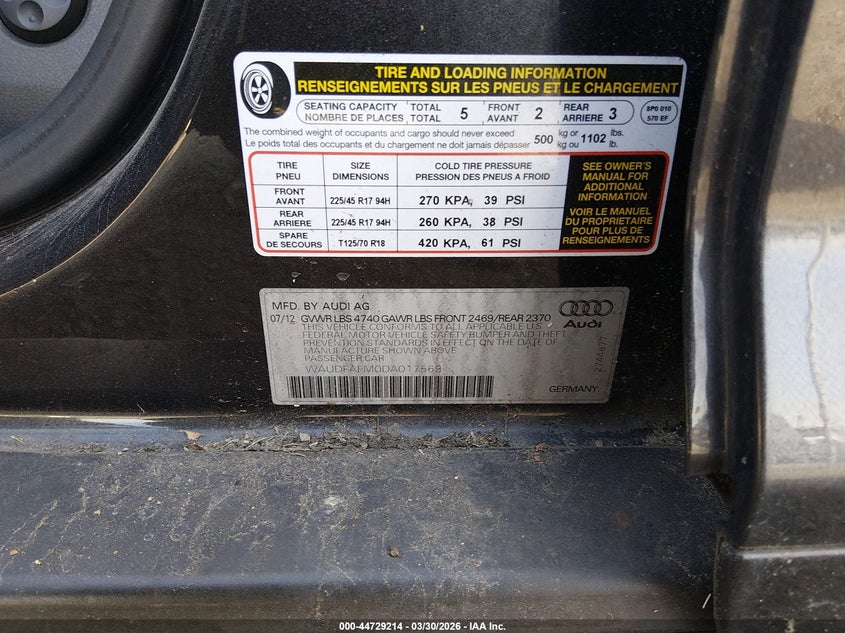 TIRE AND LOADING INFORMATION
RENSEIGNEMENTS SUR LES PNEUS ET LE CHARGEMENT
SEATING CAPACITY TOTAL 5 FRONT 2 REAR 3
NOMBRE DE PLACES TOTAL AVANT ARRIERE
8P0 010
570 EF
The combined weight of occupants and cargo should never exceed 500 kg or 1102 lbs.
Le poids total des occupants et du chargement ne doit jamais dépasser kg ou lb.
TIRE SIZE COLD TIRE PRESSURE
PNEU DIMENSIONS PRESSION DES PNEUS A FROID
FRONT
AVANT 225/45 R17 94H 270 KPA, 39 PSI
REAR
ARRIERE 225/45 R17 94H 260 KPA, 38 PSI
SPARE
DE SECOURS T125/70 R18 420 KPA, 61 PSI
SEE OWNER'S
MANUAL FOR
ADDITIONAL
INFORMATION
VOIR LE MANUEL
DU PROPRIETAIRE
POUR PLUS DE
RENSEIGNEMENTS
MFD. BY AUDI AG
07/12 GVWR LBS 4740 GAWR LBS FRONT 2469/REAR 2370
THIS VEHICLE CONFORMS TO ALL APPLICABLE U.S.
FEDERAL MOTOR VEHICLE SAFETY BUMPER AND THEFT
PREVENTION STANDARDS IN EFFECT ON THE DATE OF
MANUFACTURE SHOWN ABOVE
PASSENGER CAR
Audi
GERMANY
000-44729214 — 03/30/2026 — IAA Inc.